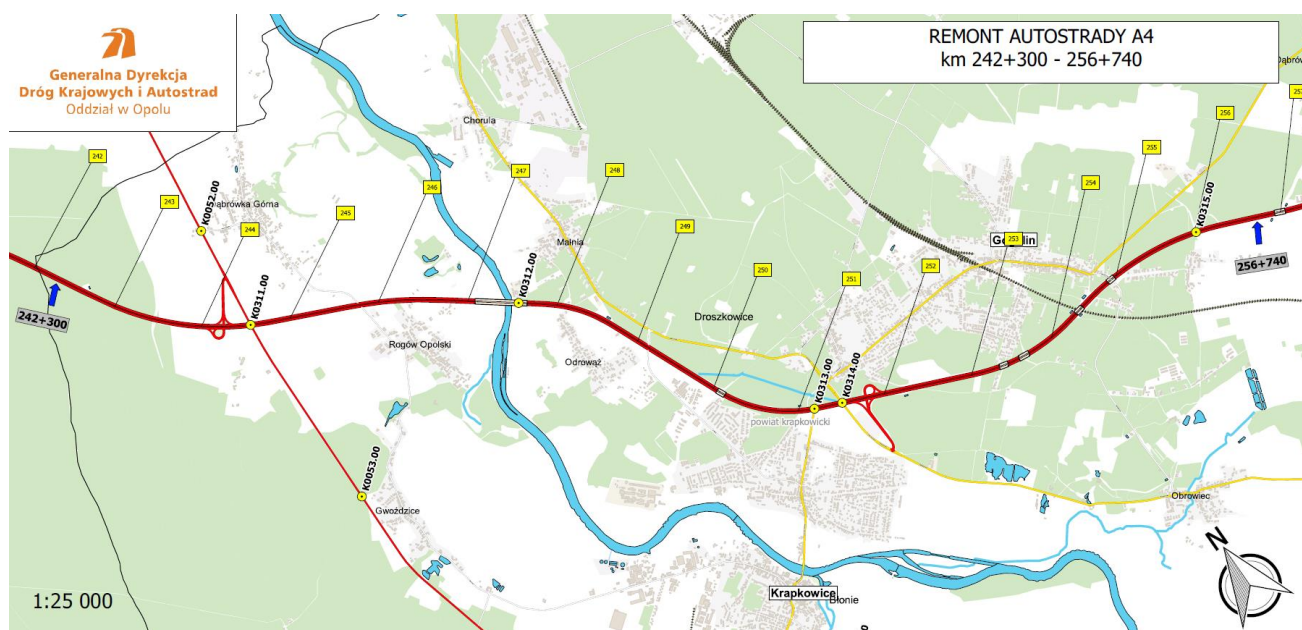 Generalna Dyrekcja
Dróg Krajowych i Autostrad
Oddział w Opolu
REMONT AUTOSTRADY A4
km 242+300 - 256+740
Chorula
256
255
242
K0052.00
247
248
254
243
246
K0315.00
245
244
249
Małnia
253
252
250
251
256+740
K0311.00
K0312.00
242+300
Droszkowice
Rogów Opolski
Odrowąż
K0313.00
K0314.00
powiat krapkowicki
K0053.00
Gwoździce
Obrowiec
N
Krapkowice
Błonie
1:25 000